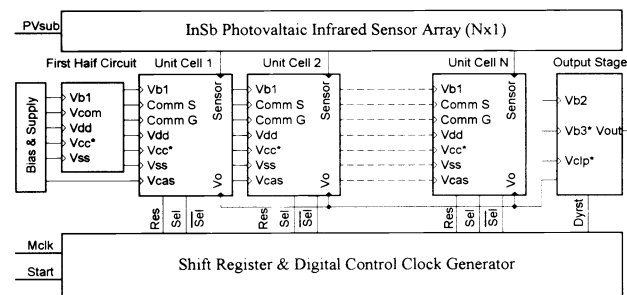 PVsub
InSb Photovaltaic Infrared Sensor Array (Nx1)
First Haif Circuit
Unit Cell 1
Unit Cell 2
Unit Cell N
Output Stage
Bias & Supply
Vb1
Vcom
Vdd
Vcc*
Vss
Vb1
Comm S
Comm G
Vdd
Vcc*
Vss
Vcas
Sensor
Vo
Vb1
Comm S
Comm G
Vdd
Vcc*
Vss
Vcas
Sensor
Vo
Vb1
Comm S
Comm G
Vdd
Vcc*
Vss
Vcas
Sensor
Vo
Vb2
Vb3* Vout
Vclp*
Res
Sel
Sel
Res
Sel
Sel
Res
Sel
Sel
Dyrst
Mclk
Start
Shift Register & Digital Control Clock Generator